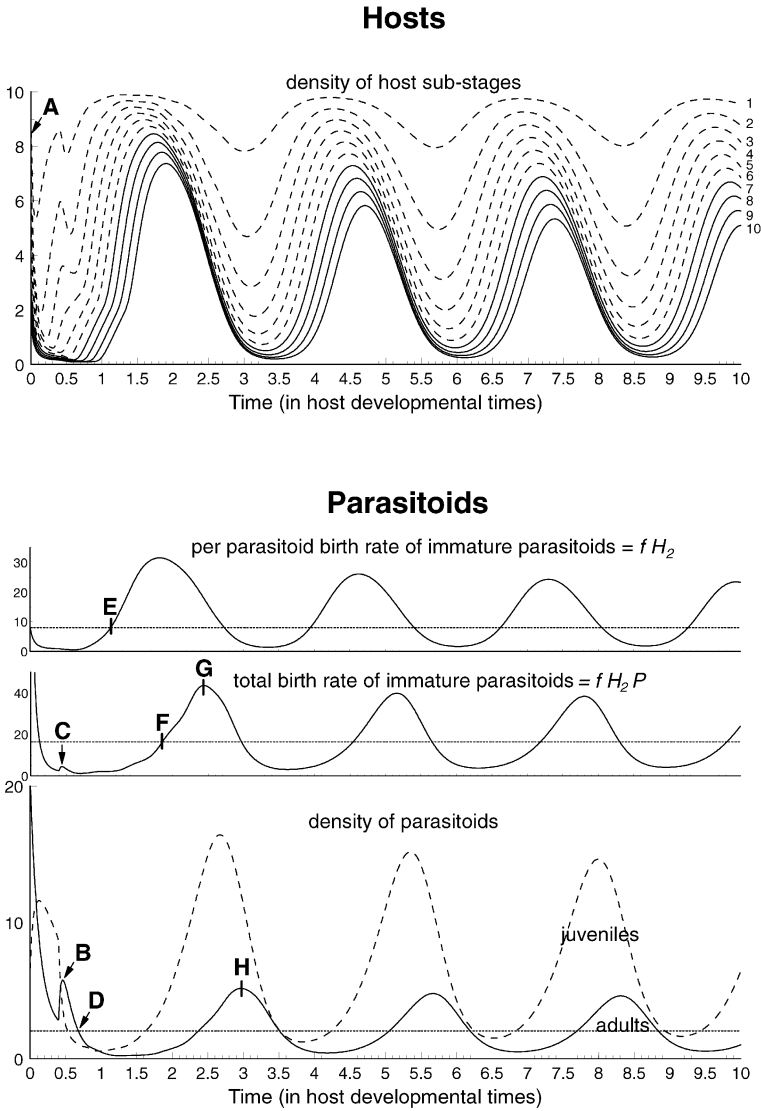 Hosts
density of host sub-stages
10
8
6
4
2
0
A
1
2
3
4
5
6
7
8
9
10
0 0.5 1 1.5 2 2.5 3 3.5 4 4.5 5 5.5 6 6.5 7 7.5 8 8.5 9 9.5 10
Time (in host developmental times)
Parasitoids
per parasitoid birth rate of immature parasitoids = f H2
30
20
10
0
E
total birth rate of immature parasitoids = f H2 P
40
20
0
C
F
G
density of parasitoids
20
10
0
B
D
H
juveniles
adults
0 0.5 1 1.5 2 2.5 3 3.5 4 4.5 5 5.5 6 6.5 7 7.5 8 8.5 9 9.5 10
Time (in host developmental times)